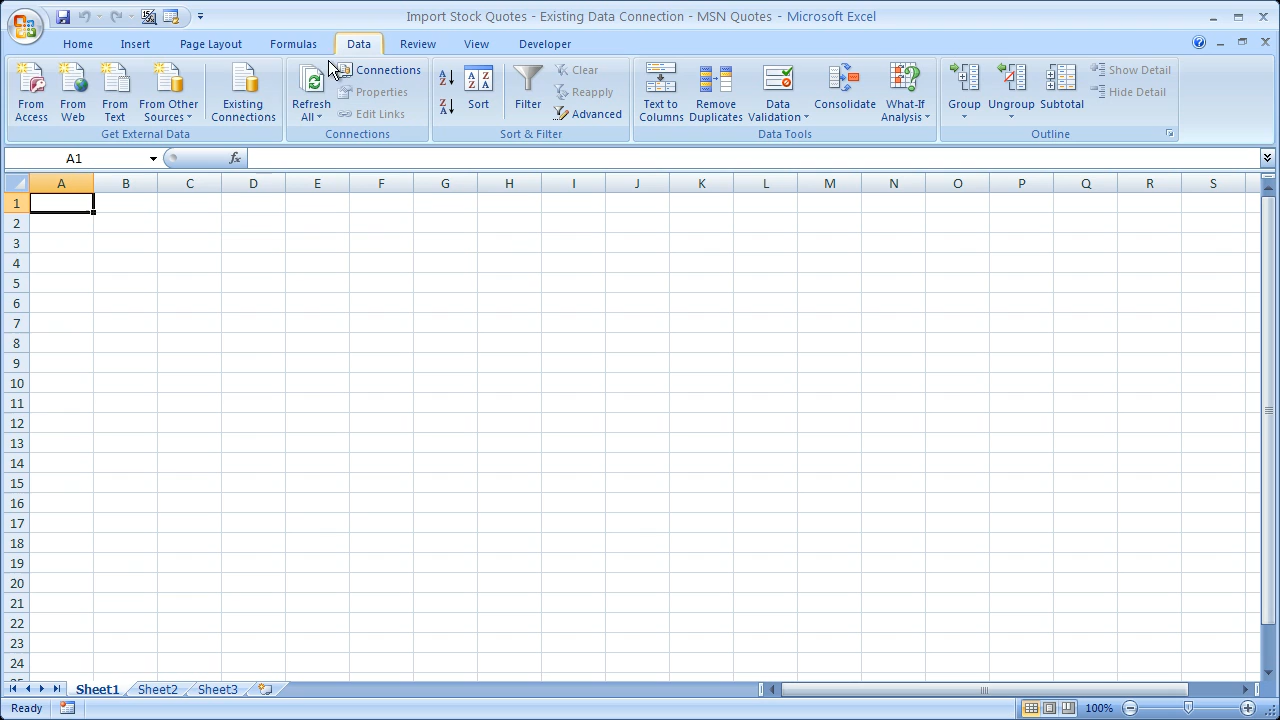 Import Stock Quotes - Existing Data Connection - MSN Quotes - Microsoft Excel
Home Insert Page Layout Formulas Data Review View Developer
From Access
From Web
From Text
From Other Sources
Existing Connections
Get External Data
Refresh All
Connections
Properties
Edit Links
Connections
A Z
Z A
Z A A Z
Sort
Filter
Clear
Reapply
Advanced
Sort & Filter
Text to Columns
Remove Duplicates
Data Validation
Consolidate
What-If Analysis
Data Tools
Group
Ungroup
Subtotal
Show Detail
Hide Detail
Outline
A1 fx
A B C D E F G H I J K L M N O P Q R S
1
2
3
4
5
6
7
8
9
10
11
12
13
14
15
16
17
18
19
20
21
22
23
24
Sheet1 Sheet2 Sheet3
Ready 100%